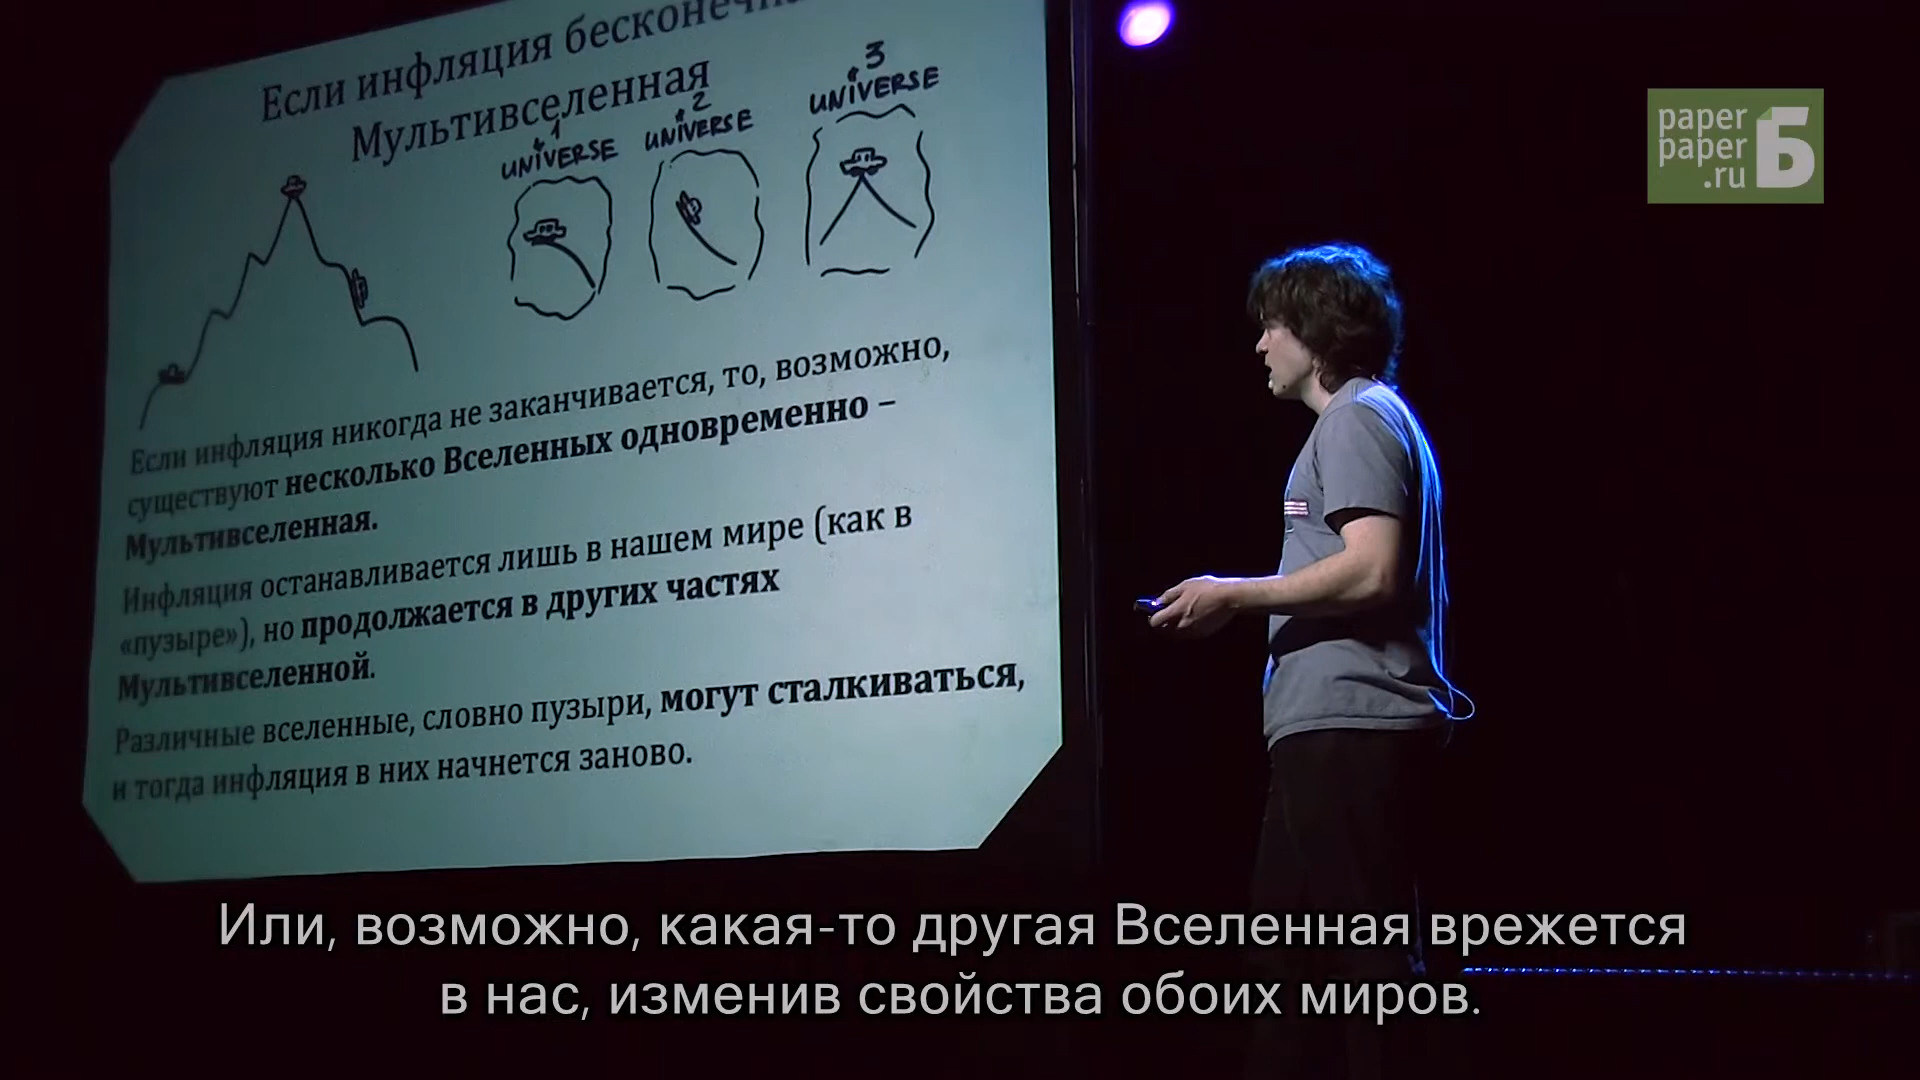 Если инфляция
Мультивселенная
1
UNIVERSE
2
UNIVERSE
3
UNIVERSE
Если инфляция никогда не заканчивается, то, возможно,
существуют несколько Вселенных одновременно –
Мультивселенная.
Инфляция останавливается лишь в нашем мире (как в
«пузыре»), но продолжается в других частях
Мультивселенной.
Различные вселенные, словно пузыри, могут сталкиваться,
и тогда инфляция в них начнется заново.
paper
paper
.ru
Б
Или, возможно, какая-то другая Вселенная врежется
в нас, изменив свойства обоих миров.